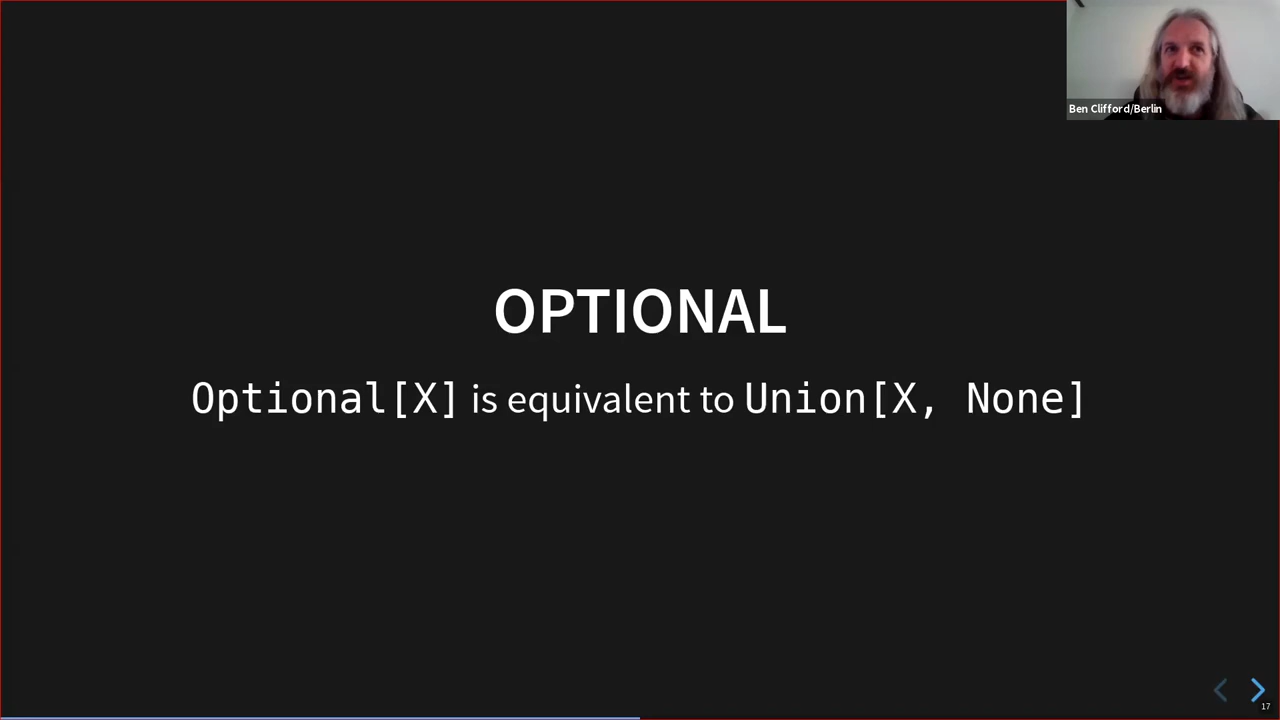 Ben Clifford/Berlin
OPTIONAL
Optional[X] is equivalent to Union[X, None]
17